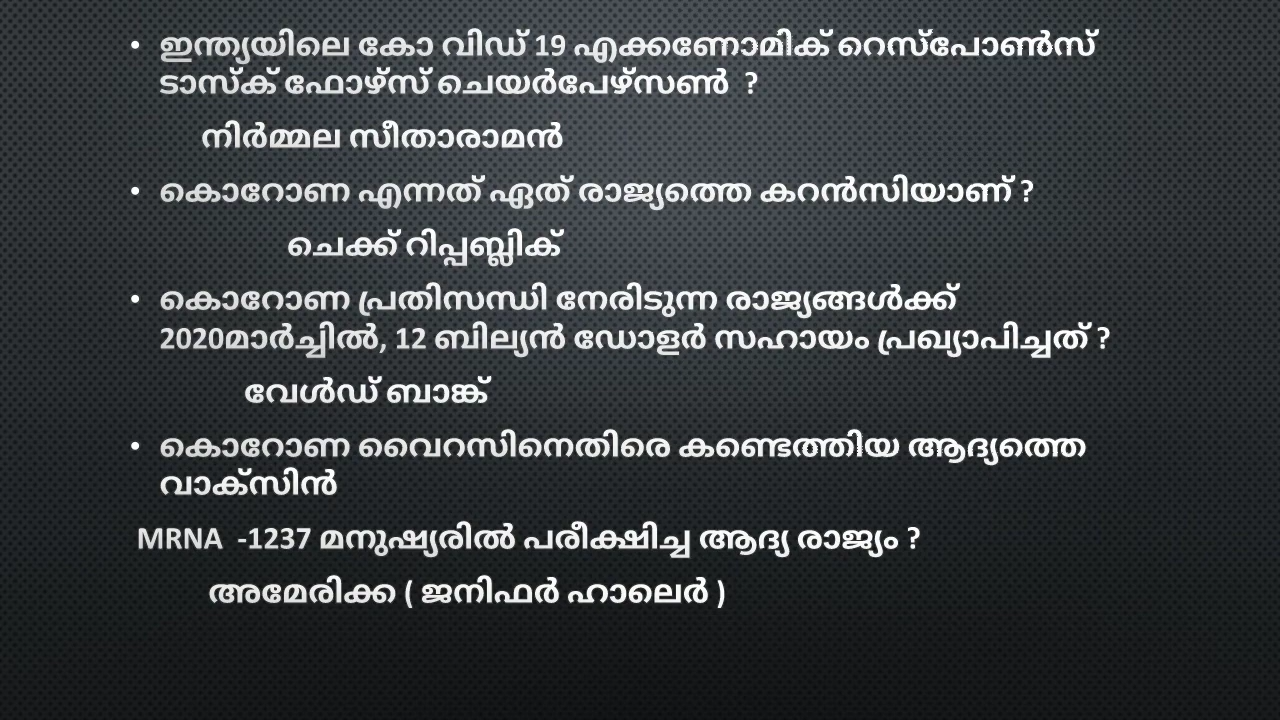 • ഇന്ത്യയിലെ കോ വിഡ് 19 എക്കണോമിക് റെസ്പോൺസ്
ടാസ്ക് ഫോഴ്സ് ചെയർപേഴ്സൺ ?
നിർമ്മല സീതാരാമൻ
• കൊറോണ എന്നത് ഏത് രാജ്യത്തെ കറൻസിയാണ് ?
ചെക്ക് റിപ്പബ്ലിക്
• കൊറോണ പ്രതിസന്ധി നേരിടുന്ന രാജ്യങ്ങൾക്ക്
2020മാർച്ചിൽ, 12 ബില്യൻ ഡോളർ സഹായം പ്രഖ്യാപിച്ചത് ?
വേൾഡ് ബാങ്ക്
• കൊറോണ വൈറസിനെതിരെ കണ്ടെത്തിയ ആദ്യത്തെ
വാക്സിൻ
MRNA -1237 മനുഷ്യരിൽ പരീക്ഷിച്ച ആദ്യ രാജ്യം ?
അമേരിക്ക ( ജനിഫർ ഹാലെർ )